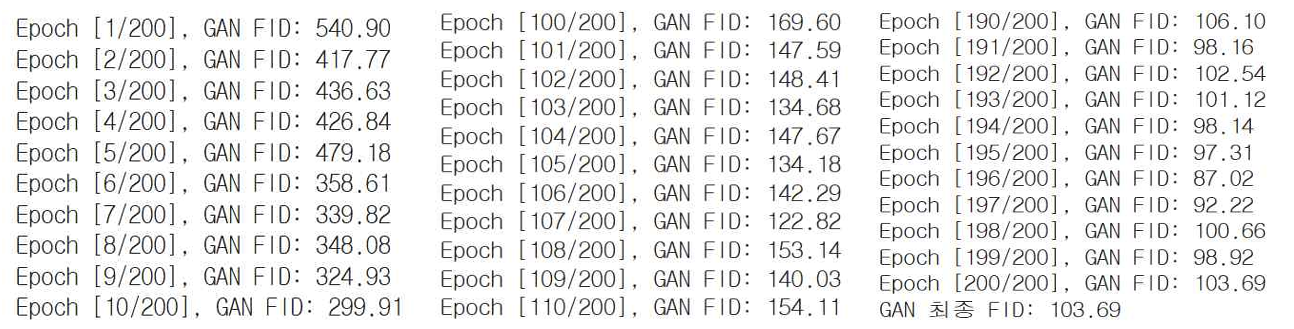 Epoch [1/200], GAN FID: 540.90
Epoch [2/200], GAN FID: 417.77
Epoch [3/200], GAN FID: 436.63
Epoch [4/200], GAN FID: 426.84
Epoch [5/200], GAN FID: 479.18
Epoch [6/200], GAN FID: 358.61
Epoch [7/200], GAN FID: 339.82
Epoch [8/200], GAN FID: 348.08
Epoch [9/200], GAN FID: 324.93
Epoch [10/200], GAN FID: 299.91
Epoch [100/200], GAN FID: 169.60
Epoch [101/200], GAN FID: 147.59
Epoch [102/200], GAN FID: 148.41
Epoch [103/200], GAN FID: 134.68
Epoch [104/200], GAN FID: 147.67
Epoch [105/200], GAN FID: 134.18
Epoch [106/200], GAN FID: 142.29
Epoch [107/200], GAN FID: 122.82
Epoch [108/200], GAN FID: 153.14
Epoch [109/200], GAN FID: 140.03
Epoch [110/200], GAN FID: 154.11
Epoch [190/200], GAN FID: 106.10
Epoch [191/200], GAN FID: 98.16
Epoch [192/200], GAN FID: 102.54
Epoch [193/200], GAN FID: 101.12
Epoch [194/200], GAN FID: 98.14
Epoch [195/200], GAN FID: 97.31
Epoch [196/200], GAN FID: 87.02
Epoch [197/200], GAN FID: 92.22
Epoch [198/200], GAN FID: 100.66
Epoch [199/200], GAN FID: 98.92
Epoch [200/200], GAN FID: 103.69
GAN 최종 FID: 103.69